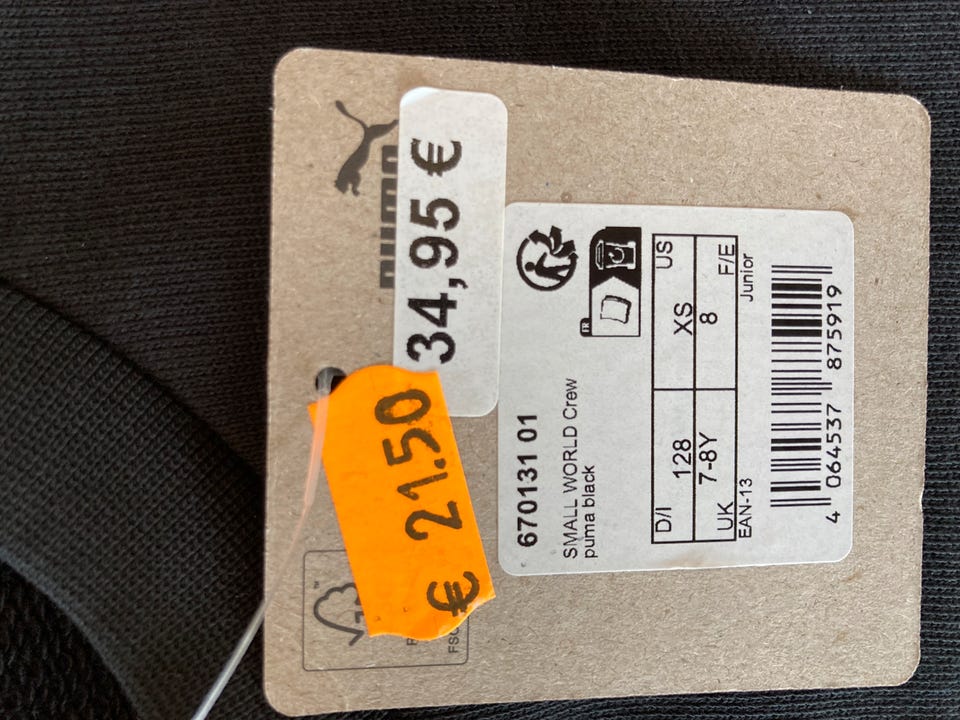 PUMA
34,95 €
€ 21.50
FSC
670131 01
SMALL WORLD Crew
puma black
FR
D/I 128 XS US
UK 7-8Y 8 F/E
EAN-13 Junior
4 064537 875919